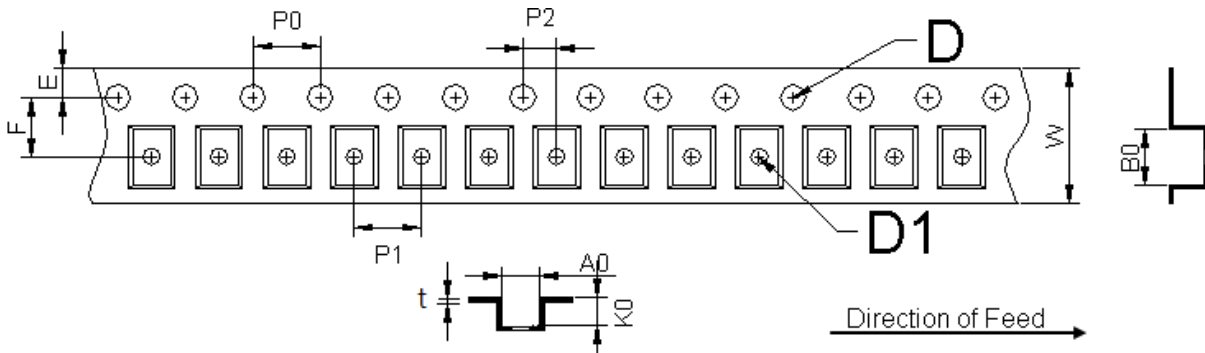 P0
P2
D
E
F
W
B0
P1
D1
A0
t
K0
Direction of Feed